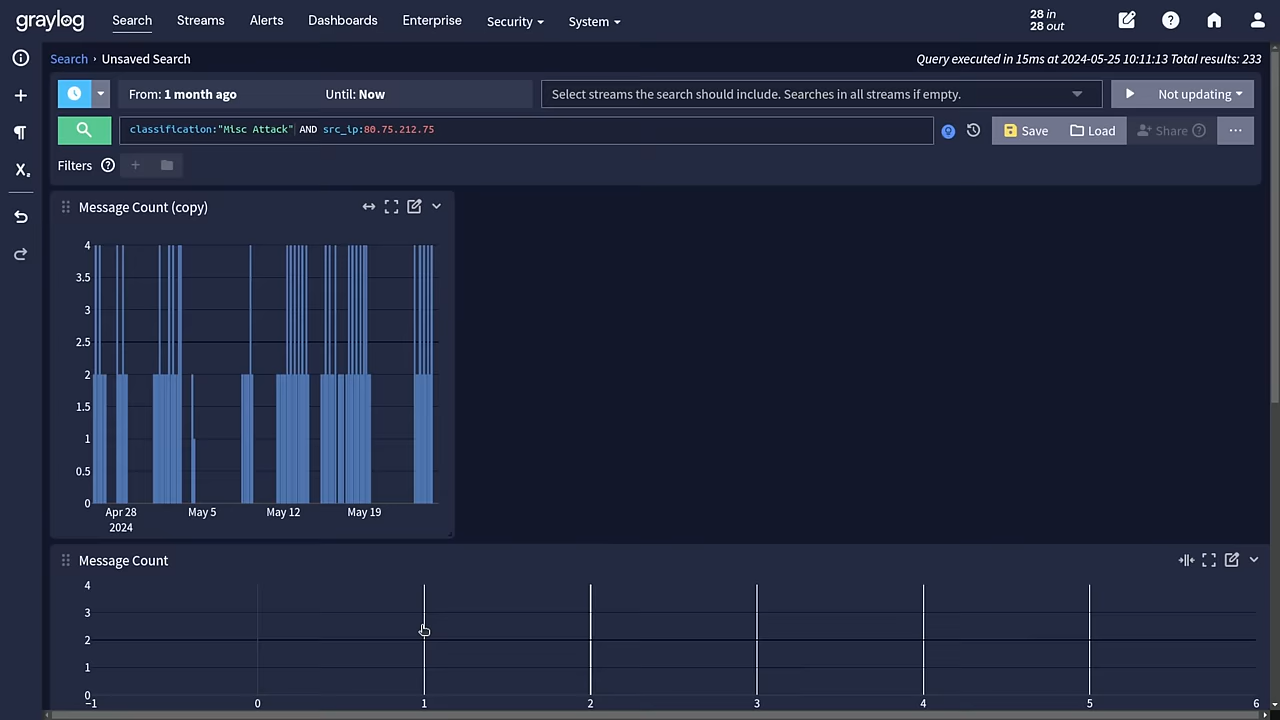 graylog Search Streams Alerts Dashboards Enterprise Security System 28 in
28 out
Search › Unsaved Search Query executed in 15ms at 2024-05-25 10:11:13 Total results: 233
From: 1 month ago Until: Now Select streams the search should include. Searches in all streams if empty. Not updating
classification:"Misc Attack" AND src_ip:80.75.212.75 Save Load Share
Filters
Message Count (copy)
4
3.5
3
2.5
2
1.5
1
0.5
0
Apr 28 May 5 May 12 May 19
2024
Message Count
4
3
2
1
0
−1 0 1 2 3 4 5 6